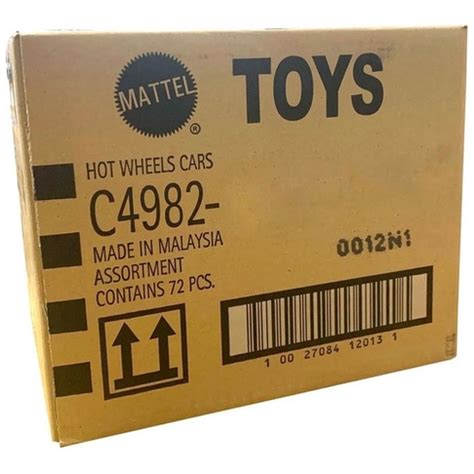 MATTEL
®
TOYS
HOT WHEELS CARS
C4982-
MADE IN MALAYSIA
ASSORTMENT
CONTAINS 72 PCS.
0012N1
1 00 27084 12013 1